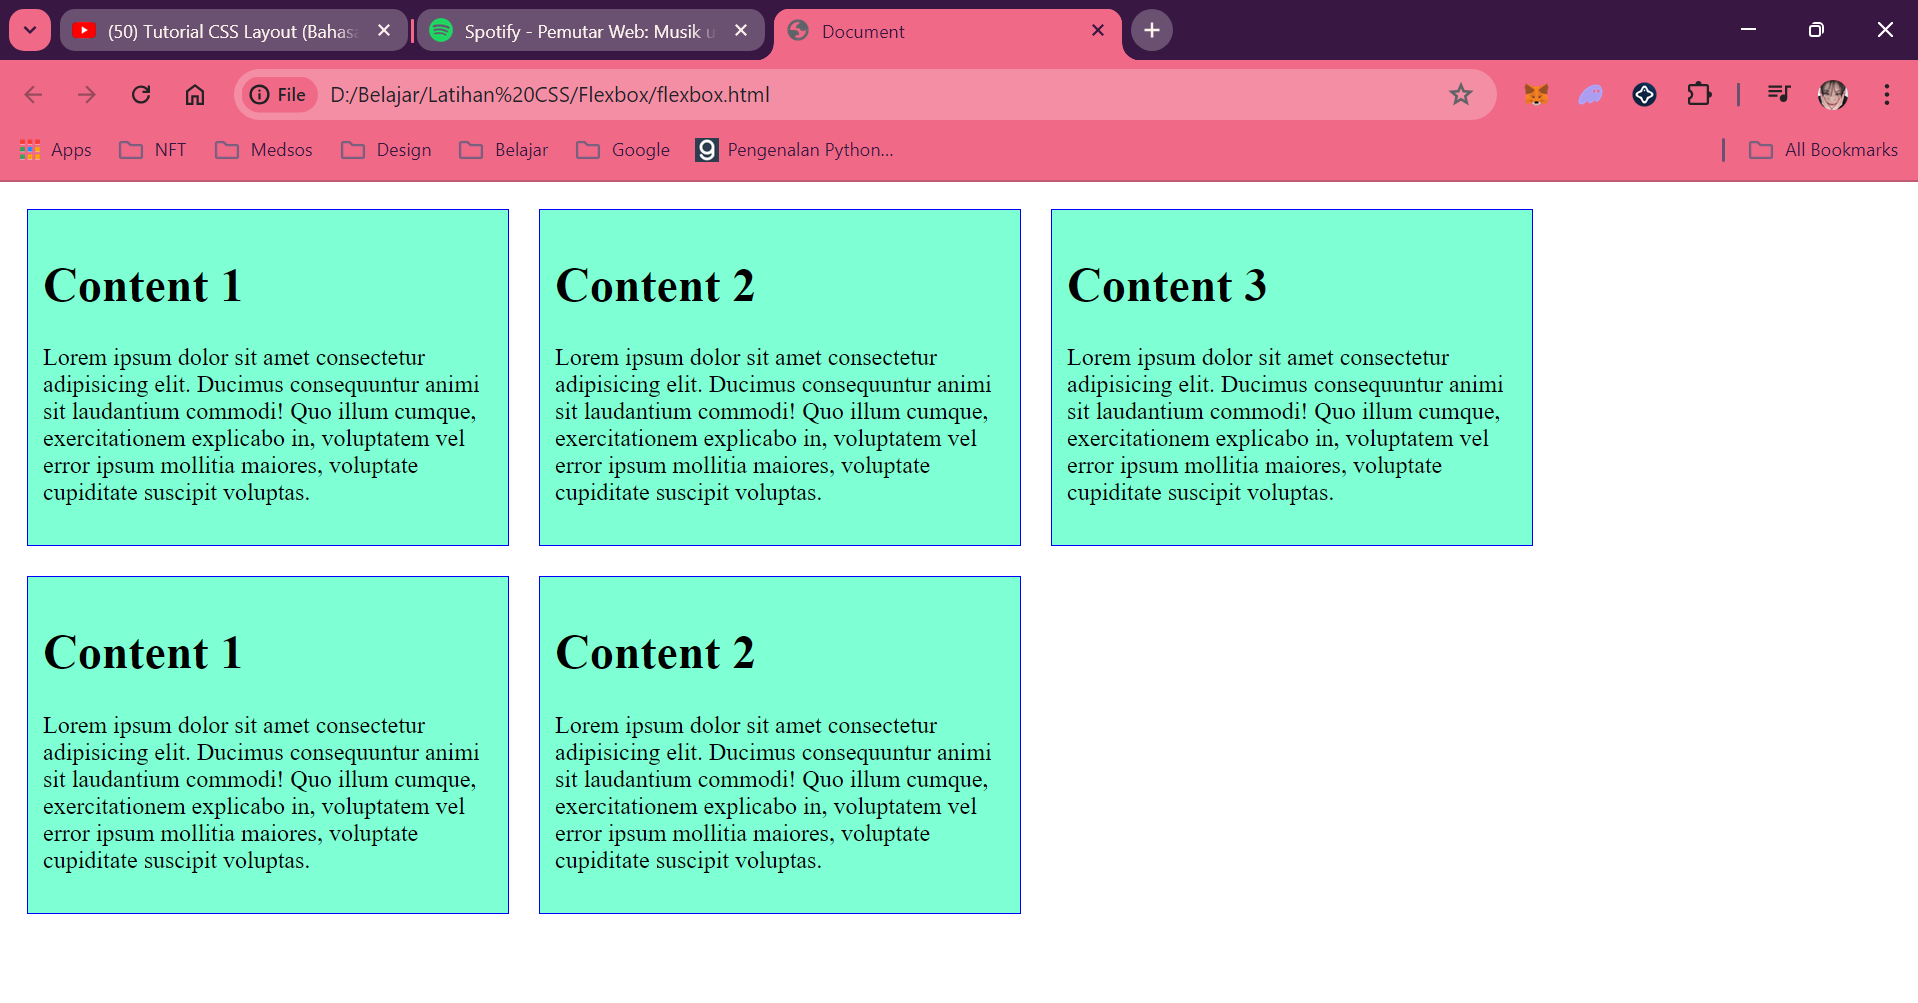 (50) Tutorial CSS Layout (Bahasa
Spotify - Pemutar Web: Musik u
Document
File
D:/Belajar/Latihan%20CSS/Flexbox/flexbox.html
Apps
NFT
Medsos
Design
Belajar
Google
Pengenalan Python...
All Bookmarks
Content 1
Lorem ipsum dolor sit amet consectetur
adipisicing elit. Ducimus consequuntur animi
sit laudantium commodi! Quo illum cumque,
exercitationem explicabo in, voluptatem vel
error ipsum mollitia maiores, voluptate
cupiditate suscipit voluptas.
Content 2
Lorem ipsum dolor sit amet consectetur
adipisicing elit. Ducimus consequuntur animi
sit laudantium commodi! Quo illum cumque,
exercitationem explicabo in, voluptatem vel
error ipsum mollitia maiores, voluptate
cupiditate suscipit voluptas.
Content 3
Lorem ipsum dolor sit amet consectetur
adipisicing elit. Ducimus consequuntur animi
sit laudantium commodi! Quo illum cumque,
exercitationem explicabo in, voluptatem vel
error ipsum mollitia maiores, voluptate
cupiditate suscipit voluptas.
Content 1
Lorem ipsum dolor sit amet consectetur
adipisicing elit. Ducimus consequuntur animi
sit laudantium commodi! Quo illum cumque,
exercitationem explicabo in, voluptatem vel
error ipsum mollitia maiores, voluptate
cupiditate suscipit voluptas.
Content 2
Lorem ipsum dolor sit amet consectetur
adipisicing elit. Ducimus consequuntur animi
sit laudantium commodi! Quo illum cumque,
exercitationem explicabo in, voluptatem vel
error ipsum mollitia maiores, voluptate
cupiditate suscipit voluptas.